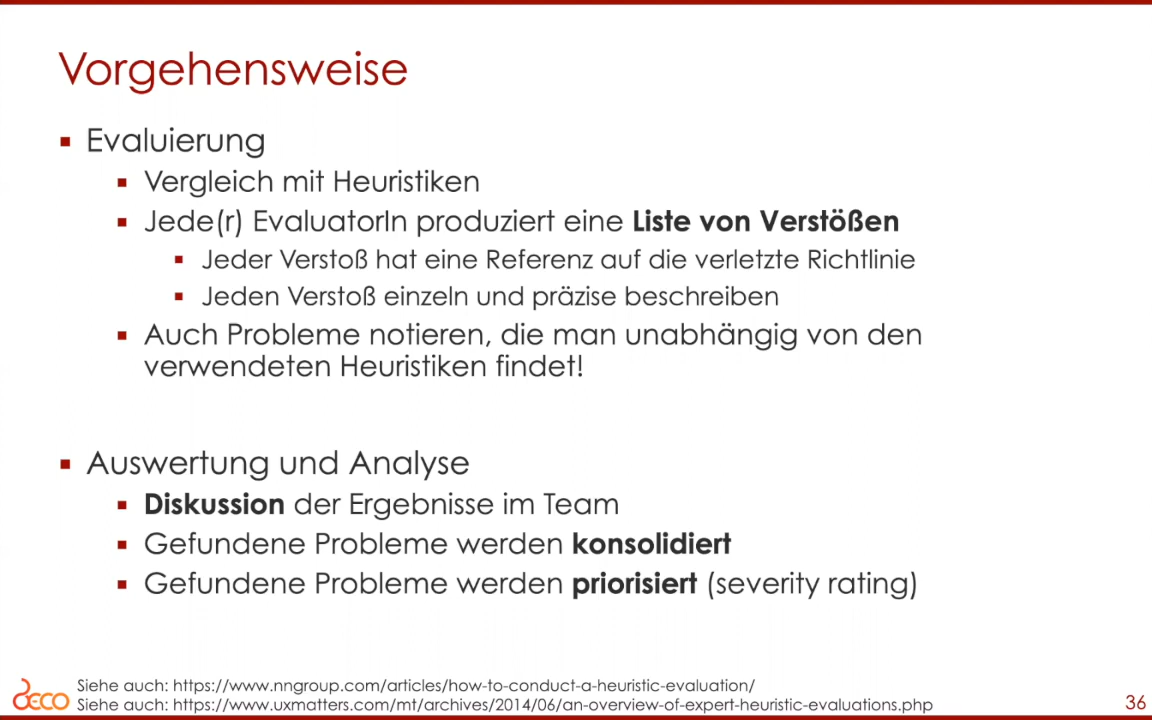 Vorgehensweise
▪ Evaluierung
▪ Vergleich mit Heuristiken
▪ Jede(r) EvaluatorIn produziert eine Liste von Verstößen
▪ Jeder Verstoß hat eine Referenz auf die verletzte Richtlinie
▪ Jeden Verstoß einzeln und präzise beschreiben
▪ Auch Probleme notieren, die man unabhängig von den
verwendeten Heuristiken findet!
▪ Auswertung und Analyse
▪ Diskussion der Ergebnisse im Team
▪ Gefundene Probleme werden konsolidiert
▪ Gefundene Probleme werden priorisiert (severity rating)
Siehe auch: https://www.nngroup.com/articles/how-to-conduct-a-heuristic-evaluation/
Siehe auch: https://www.uxmatters.com/mt/archives/2014/06/an-overview-of-expert-heuristic-evaluations.php
deco
36